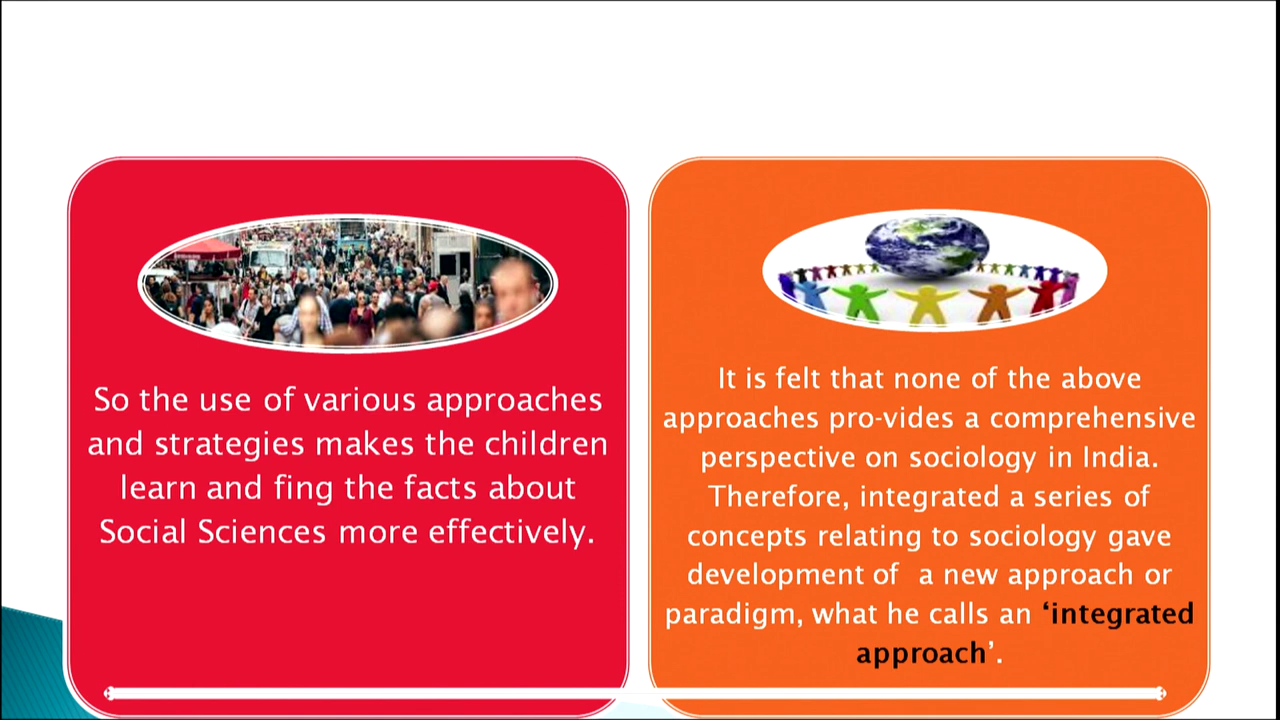 So the use of various approaches
and strategies makes the children
learn and fing the facts about
Social Sciences more effectively.
It is felt that none of the above
approaches pro-vides a comprehensive
perspective on sociology in India.
Therefore, integrated a series of
concepts relating to sociology gave
development of  a new approach or
paradigm, what he calls an ‘integrated
approach’.